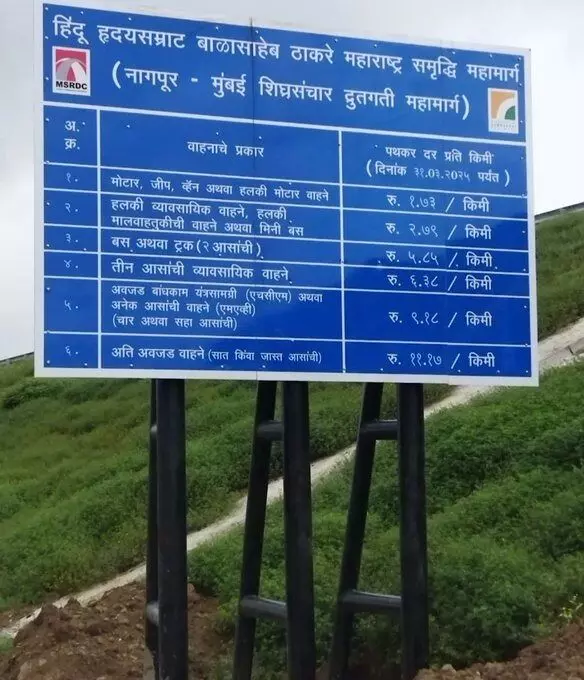 हिंदू हृदयसम्राट बाळासाहेब ठाकरे महाराष्ट्र समृद्धि महामार्ग
(नागपूर - मुंबई शिघ्रसंचार द्रुतगती महामार्ग)
MSRDC
अ. क्र. वाहनाचे प्रकार पथकर दर प्रति किमी
(दिनांक ३१.०३.२०२५ पर्यंत)
१. मोटार, जीप, व्हॅन अथवा हलकी मोटार वाहने रु. १.७३ / किमी
२. हलकी व्यावसायिक वाहने, हलकी
मालवाहतुकीची वाहने अथवा मिनी बस रु. २.७९ / किमी
३. बस अथवा ट्रक (२ आसांची) रु. ५.८५ / किमी
४. तीन आसांची व्यावसायिक वाहने रु. ६.३८ / किमी
५. अवजड बांधकाम यंत्रसामग्री (एचसीएम) अथवा
अनेक आसांची वाहने (एमएव्ही)
(चार अथवा सहा आसांची) रु. ९.१८ / किमी
६. अति अवजड वाहने (सात किंवा जास्त आसांची) रु. ११.१७ / किमी